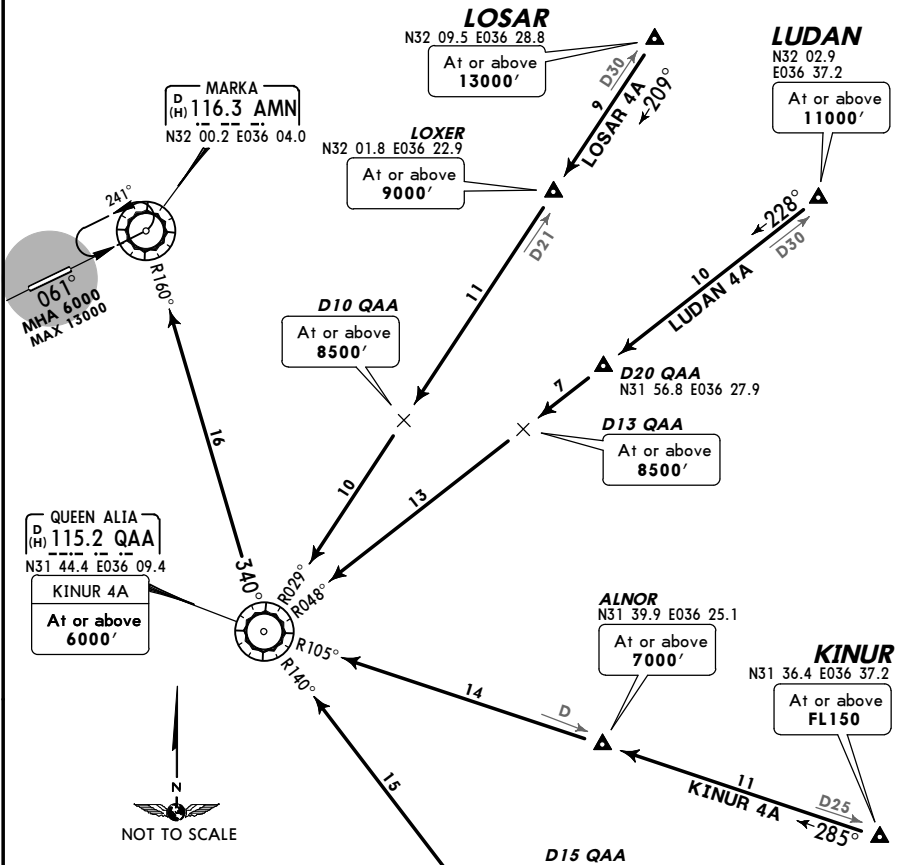 LOSAR
N32 09.5 E036 28.8
At or above
13000′
D30
9
LOSAR 4A
209°
LUDAN
N32 02.9
E036 37.2
At or above
11000′
MARKA
D
(H) 116.3 AMN
N32 00.2 E036 04.0
LOXER
N32 01.8 E036 22.9
At or above
9000′
D21
241°
061°
MHA 6000
MAX 13000
R160°
228°
D30
10
LUDAN 4A
11
D10 QAA
At or above
8500′
D20 QAA
N31 56.8 E036 27.9
7
D13 QAA
At or above
8500′
16
10
13
QUEEN ALIA
D
(H) 115.2 QAA
N31 44.4 E036 09.4
KINUR 4A
At or above
6000′
340°
R029°
R048°
R105°
R140°
ALNOR
N31 39.9 E036 25.1
At or above
7000′
KINUR
N31 36.4 E036 37.2
At or above
FL150
14
D
11
KINUR 4A
D25
285°
15
N
NOT TO SCALE
D15 QAA